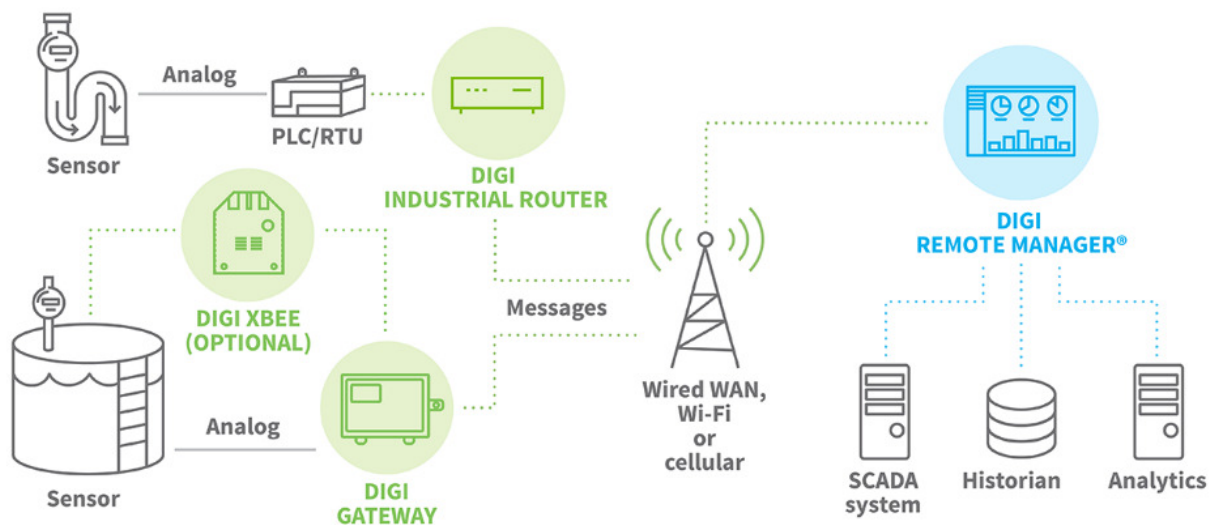 Analog
PLC/RTU
Sensor
DIGI
INDUSTRIAL ROUTER
DIGI XBEE
(OPTIONAL)
Analog
Sensor
DIGI
GATEWAY
Messages
Wired WAN,
Wi-Fi
or
cellular
DIGI
REMOTE MANAGER®
SCADA
system
Historian
Analytics